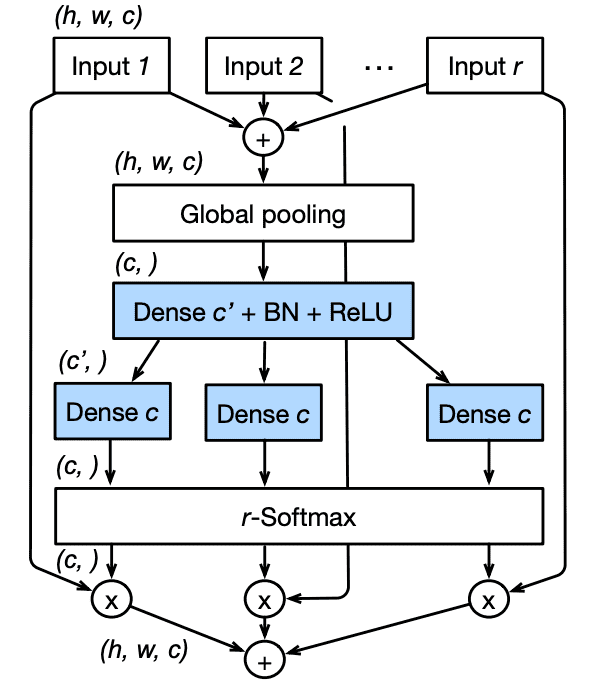 (h, w, c)
Input 1
Input 2
...
Input r
+
(h, w, c)
Global pooling
(c, )
Dense c’ + BN + ReLU
(c’, )
Dense c
Dense c
Dense c
(c, )
r-Softmax
(c, )
x
x
x
(h, w, c)
+